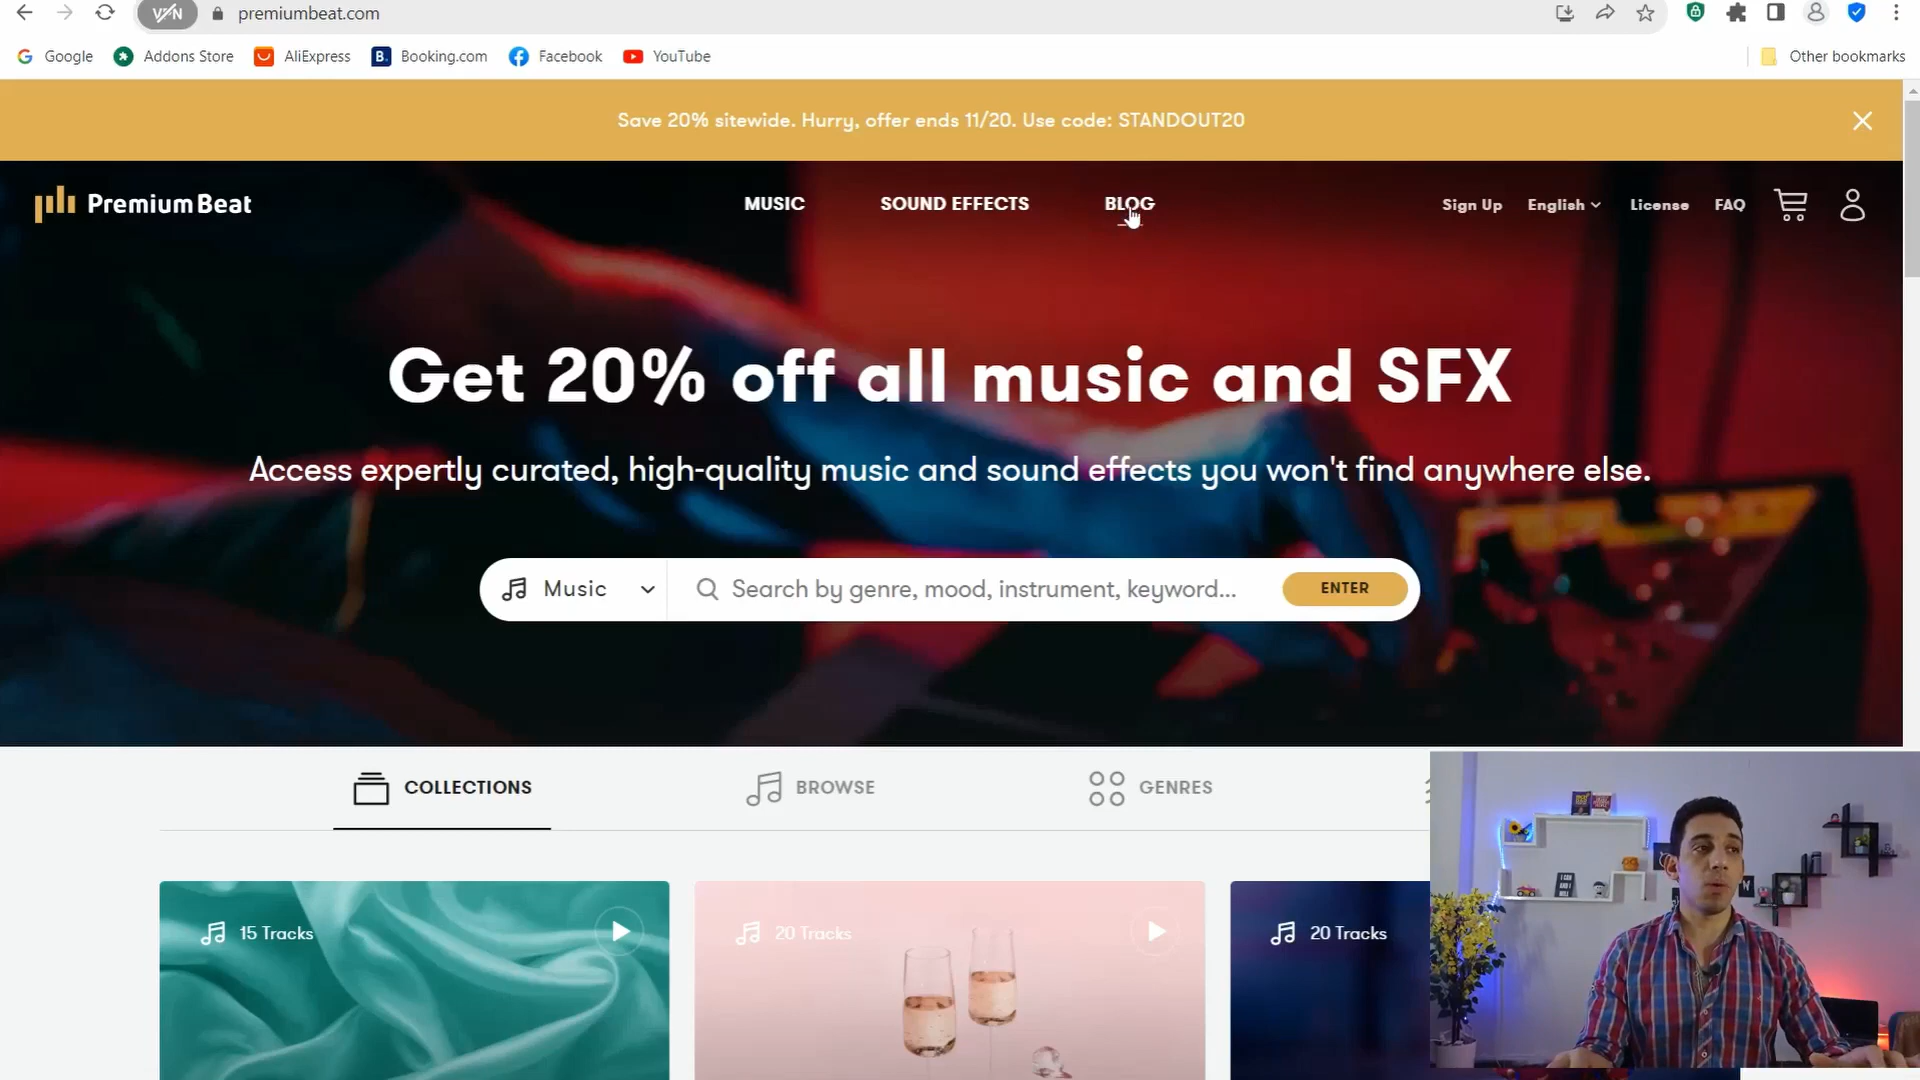 VPN
premiumbeat.com
Google
Addons Store
AliExpress
B.
Booking.com
Facebook
YouTube
Other bookmarks
Save 20% sitewide. Hurry, offer ends 11/20. Use code: STANDOUT20
PremiumBeat
MUSIC
SOUND EFFECTS
BLOG
Sign Up
English
License
FAQ
Get 20% off all music and SFX
Access expertly curated, high-quality music and sound effects you won't find anywhere else.
Music
Search by genre, mood, instrument, keyword...
ENTER
COLLECTIONS
BROWSE
GENRES
15 Tracks
20 Tracks
20 Tracks